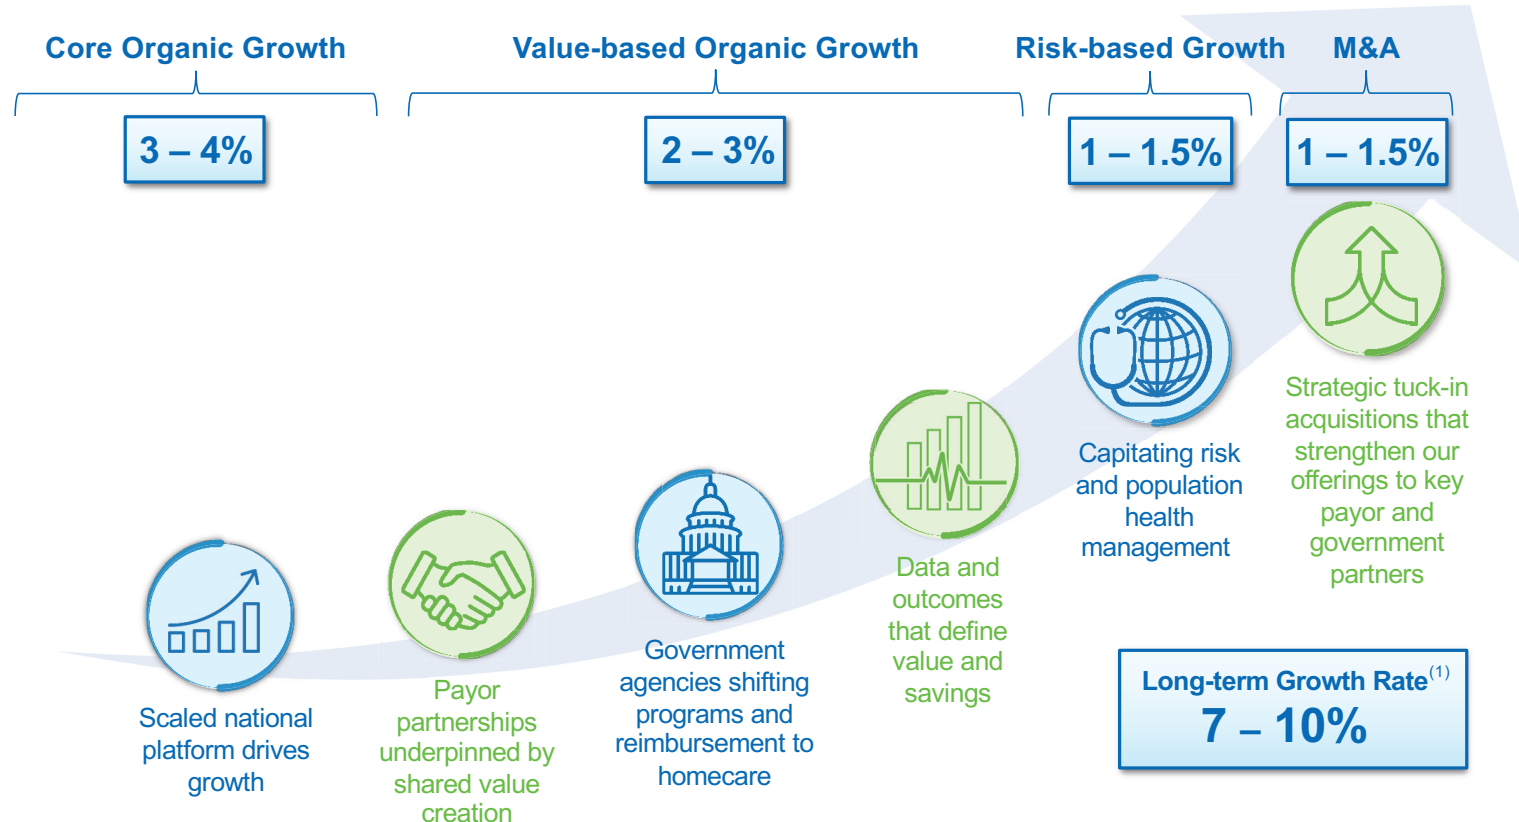 Core Organic Growth
Value-based Organic Growth
Risk-based Growth
M&A
3 – 4%
2 – 3%
1 – 1.5%
1 – 1.5%
Scaled national
platform drives
growth
Payor
partnerships
underpinned by
shared value
creation
Government
agencies shifting
programs and
reimbursement to
homecare
Data and
outcomes
that define
value and
savings
Capitating risk
and population
health
management
Strategic tuck-in
acquisitions that
strengthen our
offerings to key
payor and
government
partners
Long-term Growth Rate(1)
7 – 10%